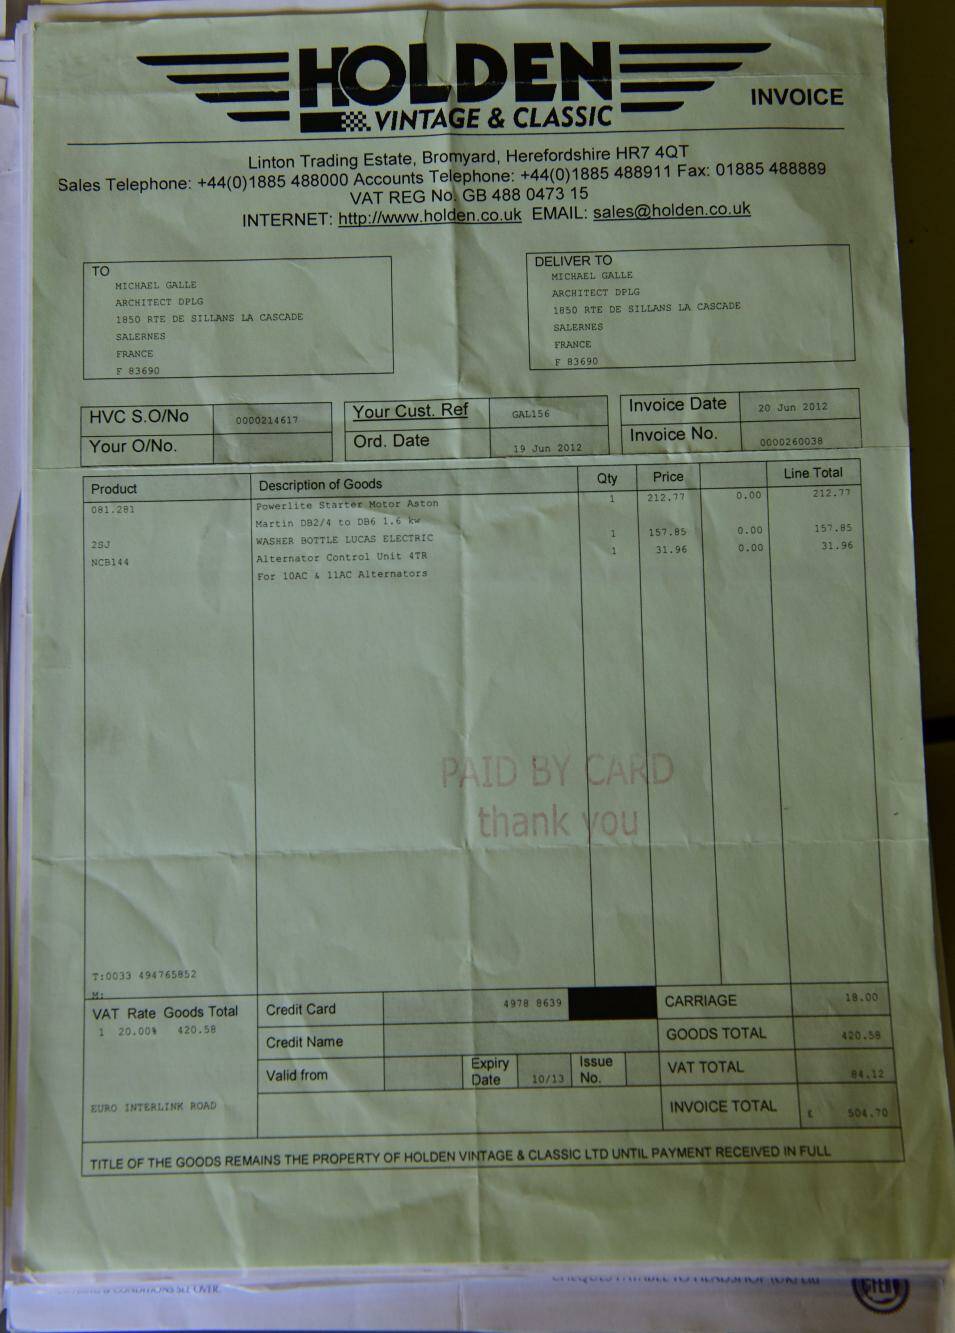 HOLDEN
VINTAGE & CLASSIC
INVOICE
Linton Trading Estate, Bromyard, Herefordshire HR7 4QT
Sales Telephone: +44(0)1885 488000 Accounts Telephone: +44(0)1885 488911 Fax: 01885 488889
VAT REG No. GB 488 0473 15
INTERNET: http://www.holden.co.uk EMAIL: sales@holden.co.uk
TO
MICHAEL GALLE
ARCHITECT DPLG
1850 RTE DE SILLANS LA CASCADE
SALERNES
FRANCE
F 83690
DELIVER TO
MICHAEL GALLE
ARCHITECT DPLG
1850 RTE DE SILLANS LA CASCADE
SALERNES
FRANCE
F 83690
HVC S.O/No 0000214617
Your O/No.
Your Cust. Ref GAL156
Ord. Date 19 Jun 2012
Invoice Date 20 Jun 2012
Invoice No. 0000260038
Product Description of Goods Qty Price Line Total
081.281 Powerlite Starter Motor Aston 1 212.77 0.00 212.77
Martin DB2/4 to DB6 1.6 kw
2SJ WASHER BOTTLE LUCAS ELECTRIC 1 157.85 0.00 157.85
NCB144 Alternator Control Unit 4TR 1 31.96 0.00 31.96
For 10AC & 11AC Alternators
PAID BY CARD
thank you
T:0033 494765852
M:
VAT Rate Goods Total
1 20.00% 420.58
EURO INTERLINK ROAD
Credit Card 4978 8639
Credit Name
Valid from Expiry Date 10/13 Issue No.
CARRIAGE 18.00
GOODS TOTAL 420.58
VAT TOTAL 84.12
INVOICE TOTAL £ 504.70
TITLE OF THE GOODS REMAINS THE PROPERTY OF HOLDEN VINTAGE & CLASSIC LTD UNTIL PAYMENT RECEIVED IN FULL
& CONDITIONS SEE OVER.